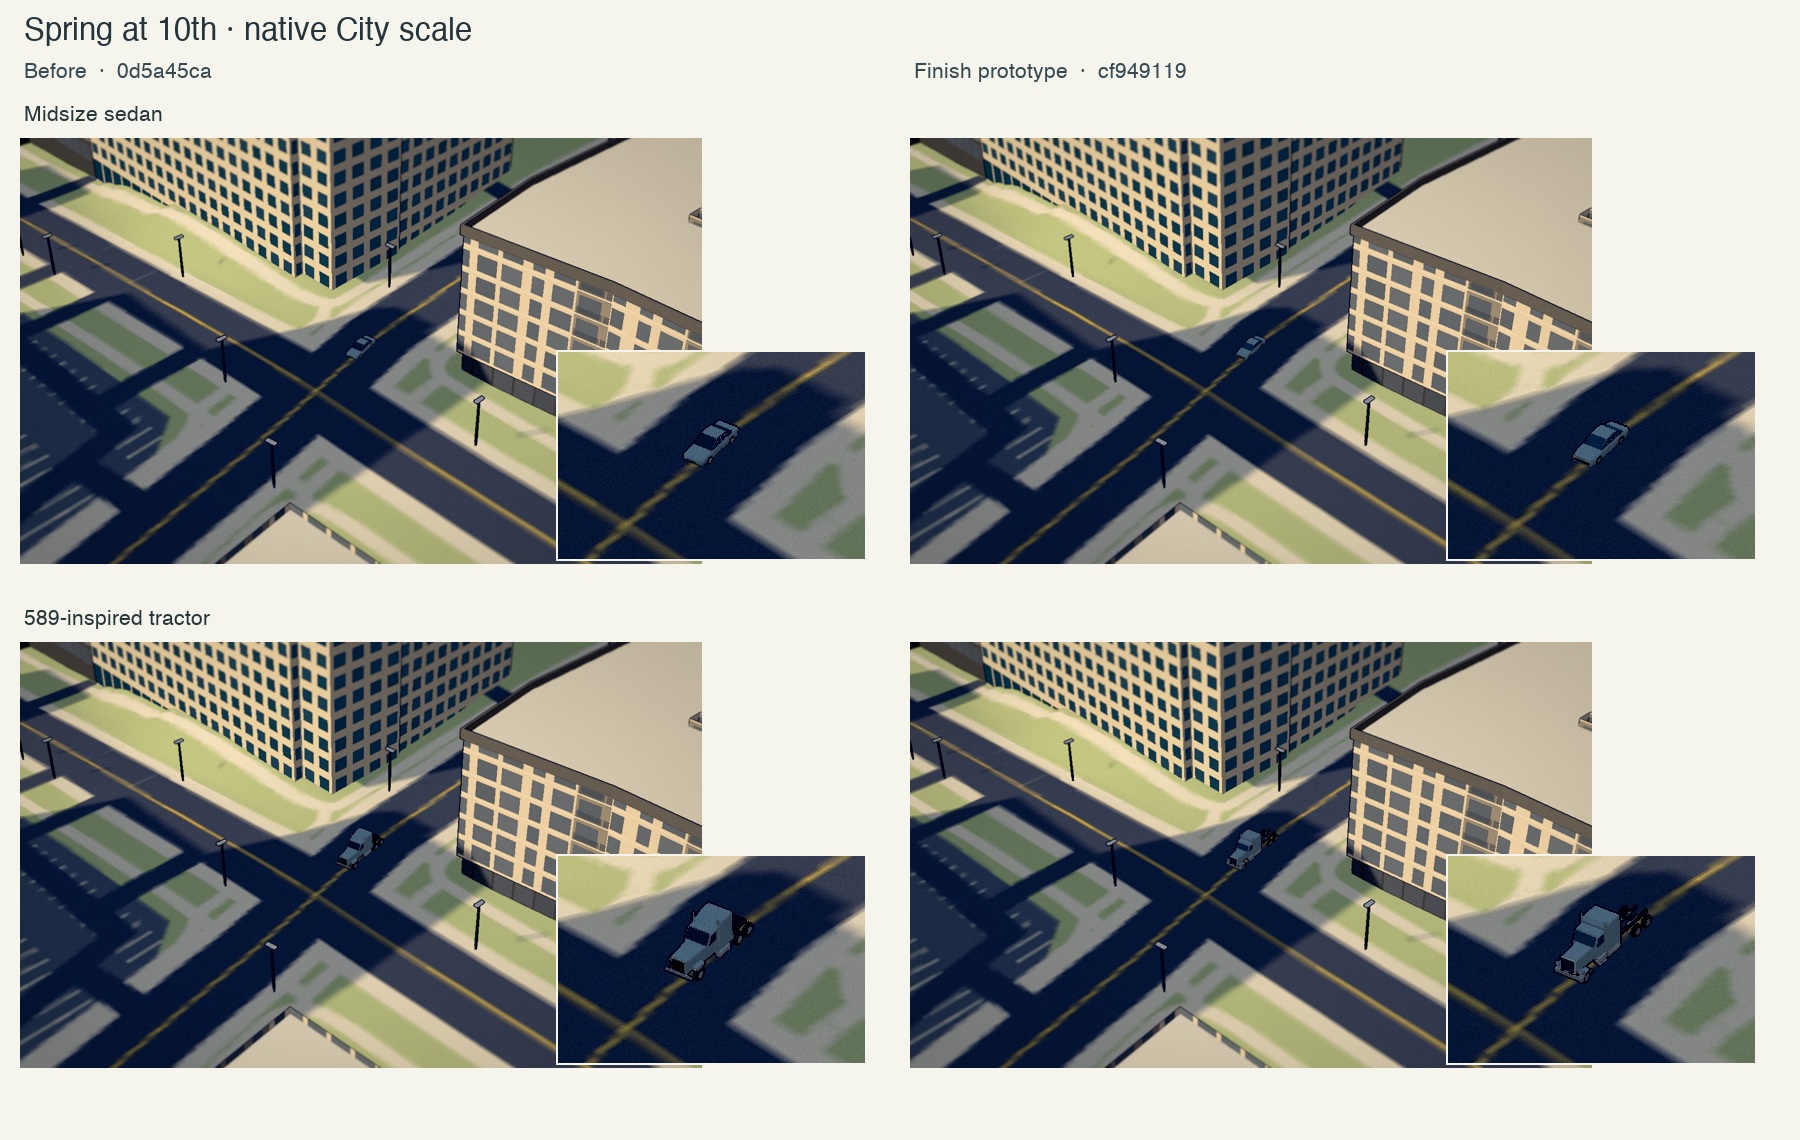 Spring at 10th · native City scale
Before · 0d5a45ca
Finish prototype · cf949119
Midsize sedan
589-inspired tractor